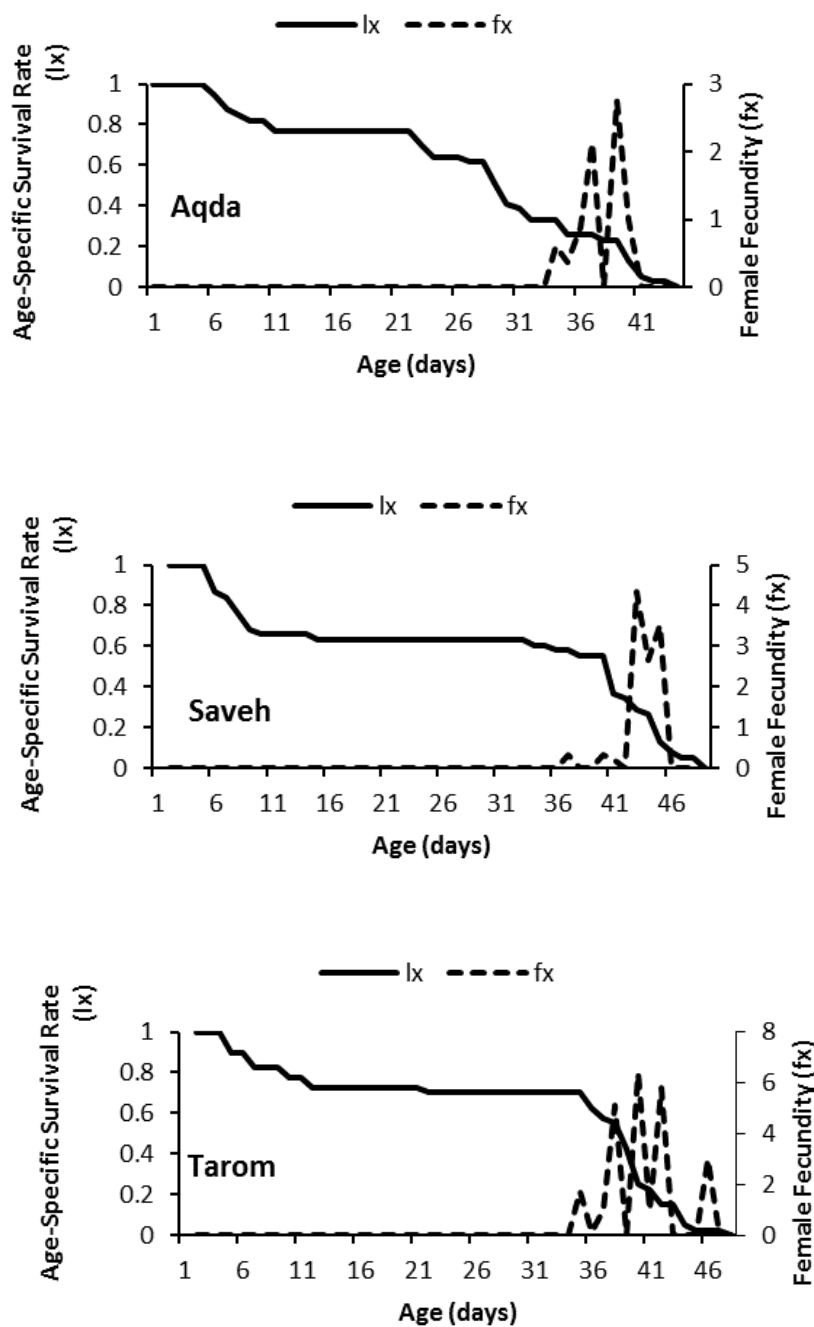 lx fx
Age-Specific Survival Rate
(lx)
1
0.8
0.6
0.4
0.2
0
3
2
1
0
Female Fecundity (fx)
Aqda
1 6 11 16 21 26 31 36 41
Age (days)
lx fx
Age-Specific Survival Rate
(lx)
1
0.8
0.6
0.4
0.2
0
5
4
3
2
1
0
Female Fecundity (fx)
Saveh
1 6 11 16 21 26 31 36 41 46
Age (days)
lx fx
Age-Specific Survival Rate
(lx)
1
0.8
0.6
0.4
0.2
0
8
6
4
2
0
Female Fecundity (fx)
Tarom
1 6 11 16 21 26 31 36 41 46
Age (days)